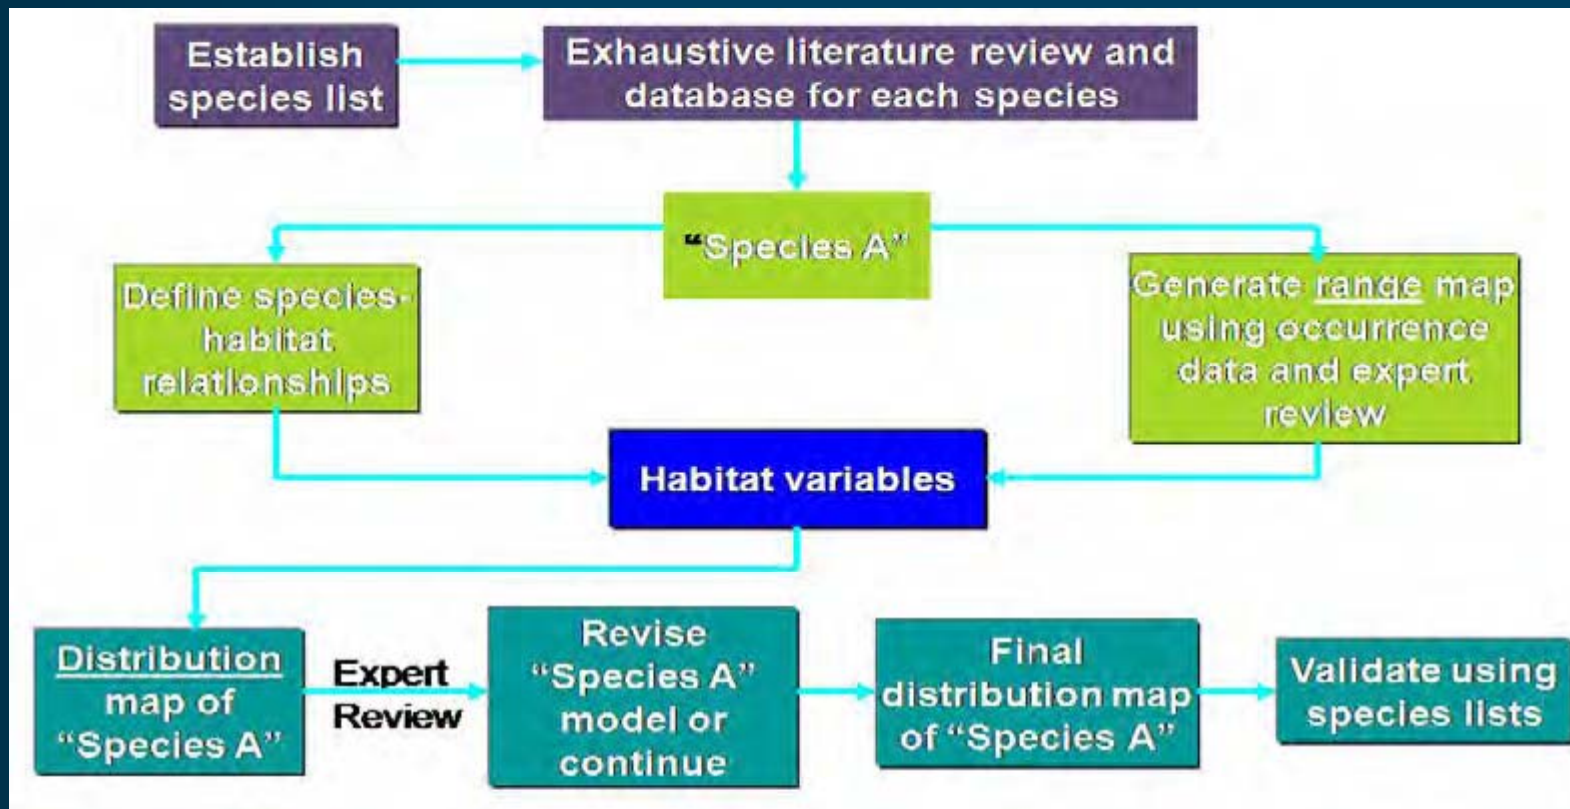 Establish
species list
Exhaustive literature review and
database for each species
“Species A”
Define species-
habitat
relationships
Generate range map
using occurrence
data and expert
review
Habitat variables
Distribution
map of
“Species A”
Expert
Review
Revise
“Species A”
model or
continue
Final
distribution map
of “Species A”
Validate using
species lists